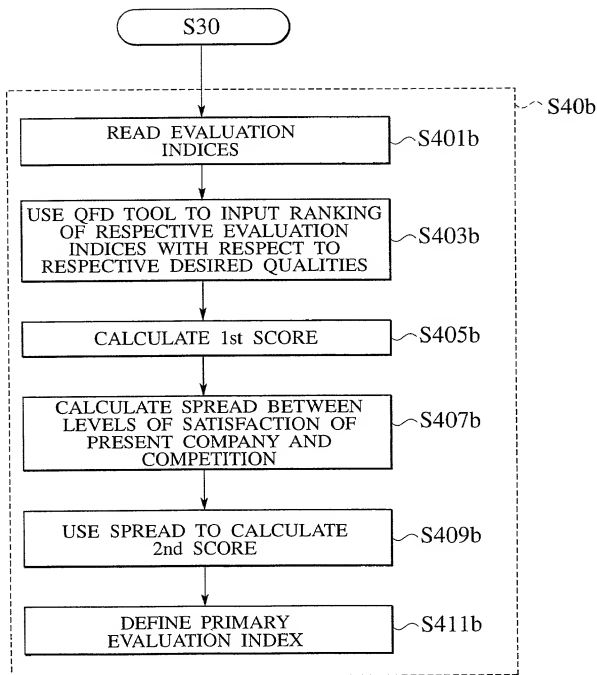 S30
S40b
READ EVALUATION
INDICES
S401b
USE QFD TOOL TO INPUT RANKING
OF RESPECTIVE EVALUATION
INDICES WITH RESPECT TO
RESPECTIVE DESIRED QUALITIES
S403b
CALCULATE 1st SCORE
S405b
CALCULATE SPREAD BETWEEN
LEVELS OF SATISFACTION OF
PRESENT COMPANY AND
COMPETITION
S407b
USE SPREAD TO CALCULATE
2nd SCORE
S409b
DEFINE PRIMARY
EVALUATION INDEX
S411b